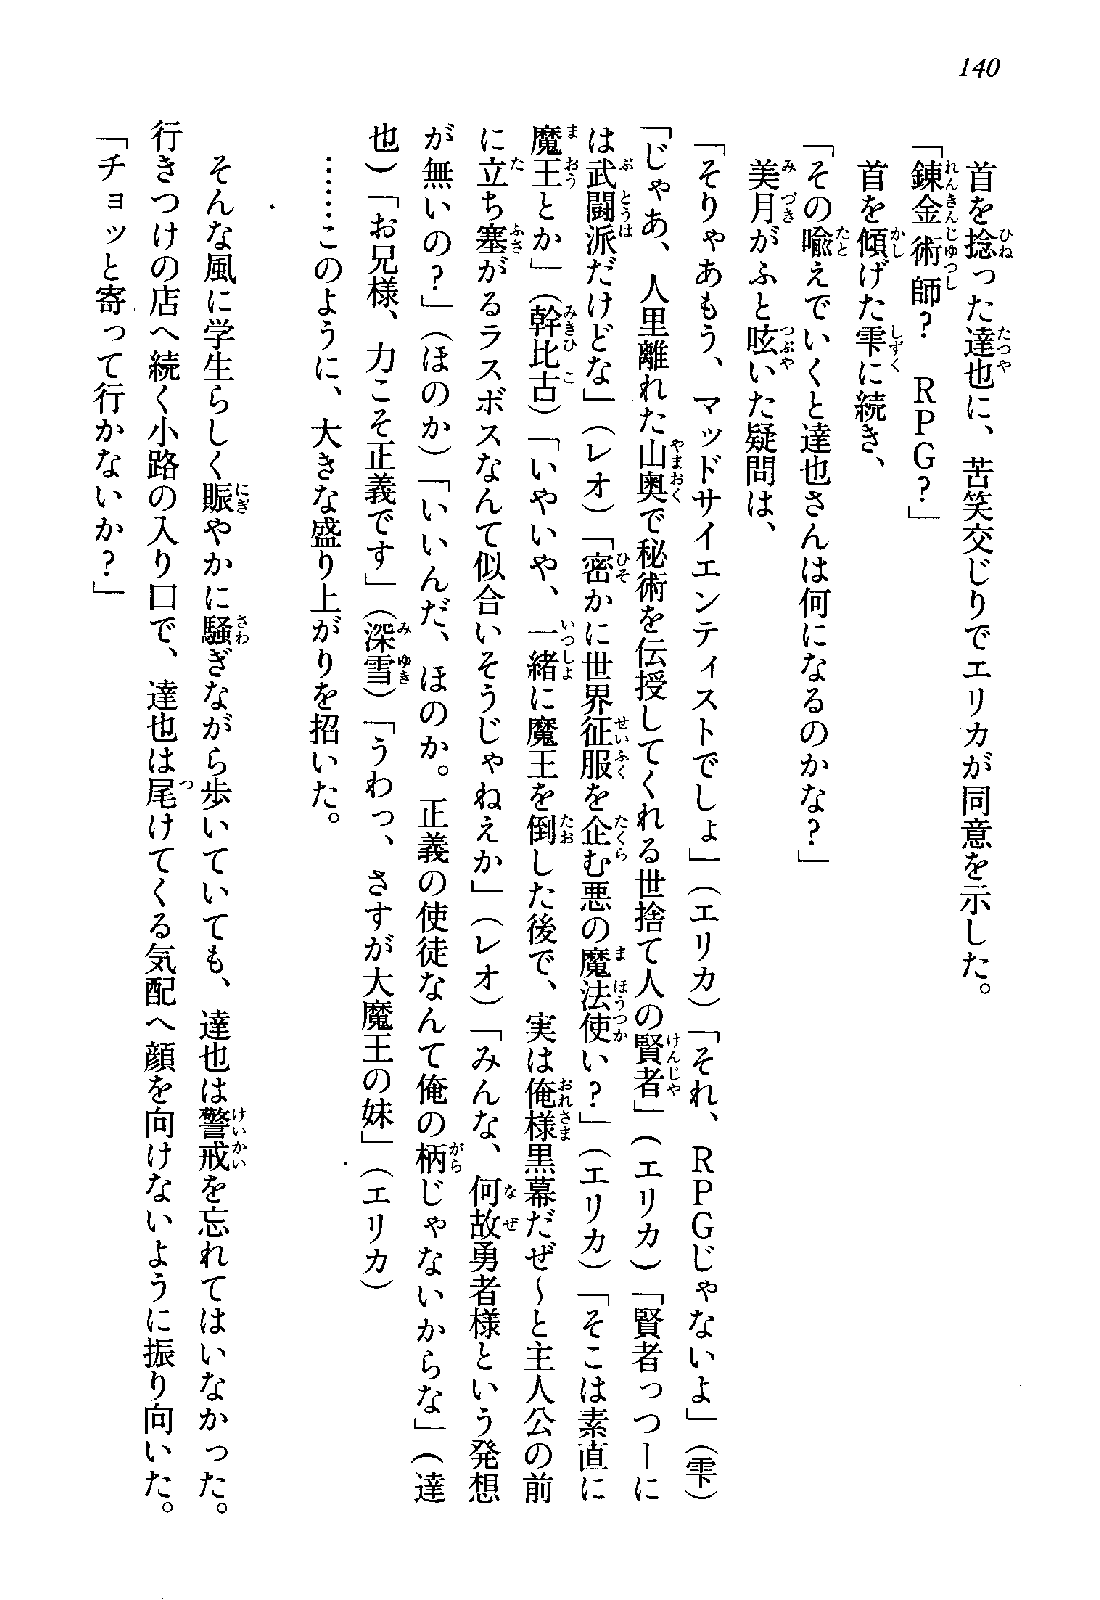 140
首を捻った達也に、苦笑交じりでエリカが同意を示した。
「錬金術師？　ＲＰＧ？」
首を傾げた雫に続き、
「その喩えでいくと達也さんは何になるのかな？」
美月がふと呟いた疑問は、
「そりゃあもう、マッドサイエンティストでしょ」（エリカ）「それ、ＲＰＧじゃないよ」（雫）
「じゃあ、人里離れた山奥で秘術を伝授してくれる世捨て人の賢者」（エリカ）「賢者っつーに
は武闘派だけどな」（レオ）「密かに世界征服を企む悪の魔法使い？」（エリカ）「そこは素直に
魔王とか」（幹比古）「いやいや、一緒に魔王を倒した後で、実は俺様黒幕だぜ～と主人公の前
に立ち塞がるラスボスなんて似合いそうじゃねえか」（レオ）「みんな、何故勇者様という発想
が無いの？」（ほのか）「いいんだ、ほのか。正義の使徒なんて俺の柄じゃないからな」（達
也）「お兄様、力こそ正義です」（深雪）「うわっ、さすが大魔王の妹」（エリカ）
……このように、大きな盛り上がりを招いた。
そんな風に学生らしく賑やかに騒ぎながら歩いていても、達也は警戒を忘れてはいなかった。
行きつけの店へ続く小路の入り口で、達也は尾けてくる気配へ顔を向けないように振り向いた。
「チョッと寄って行かないか？」